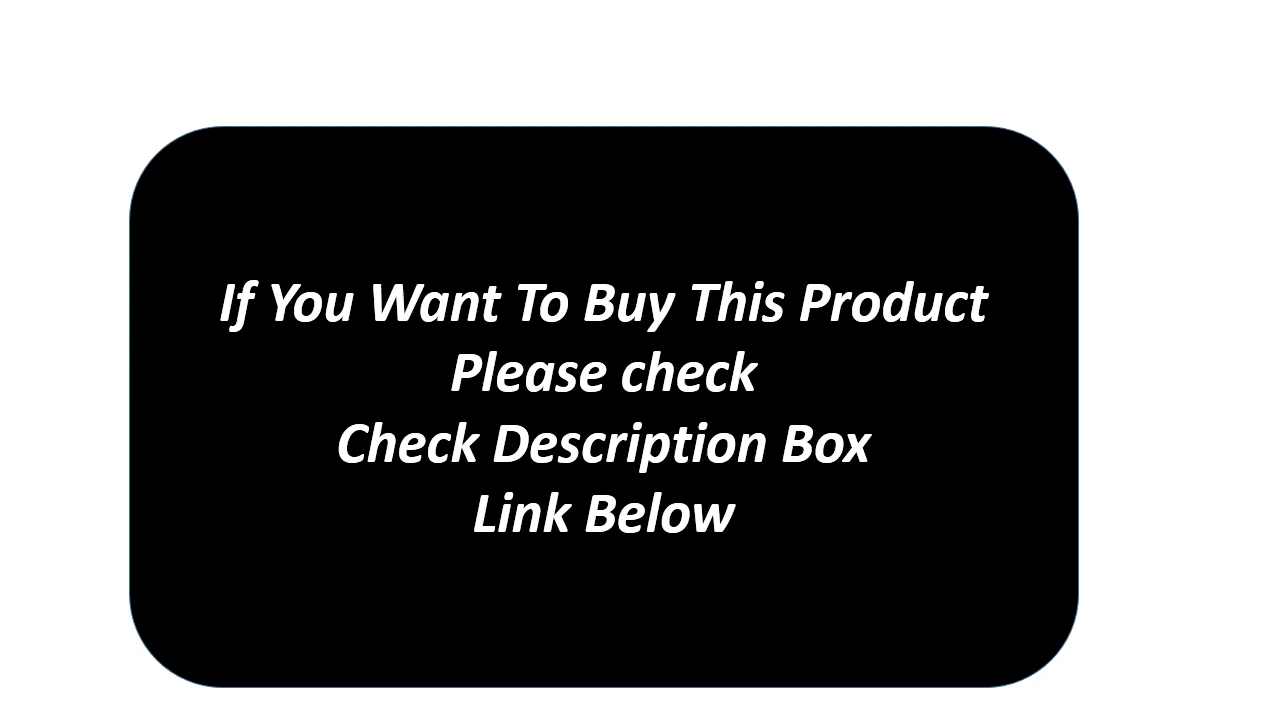 If You Want To Buy This Product
Please check
Check Description Box
Link Below